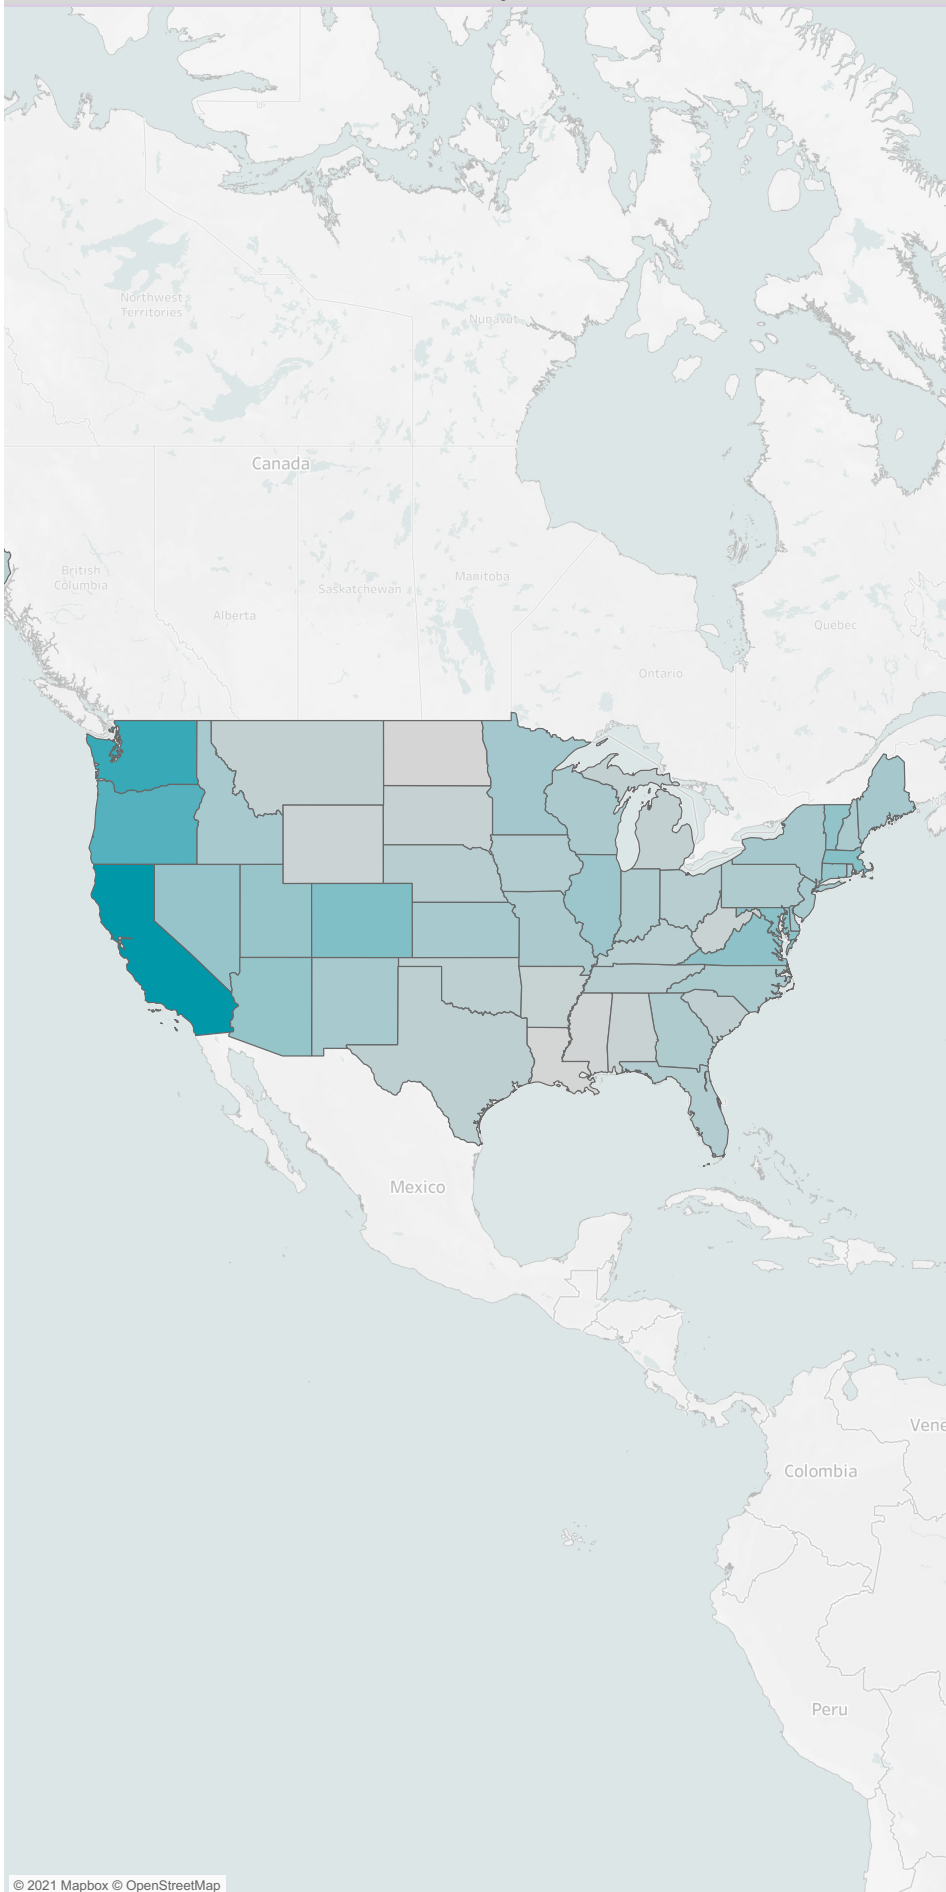 Northwest
Territories
Nunavut
Canada
British
Columbia
Alberta
Saskatchewan
Manitoba
Ontario
Quebec
Mexico
Vene
Colombia
Peru
© 2021 Mapbox © OpenStreetMap